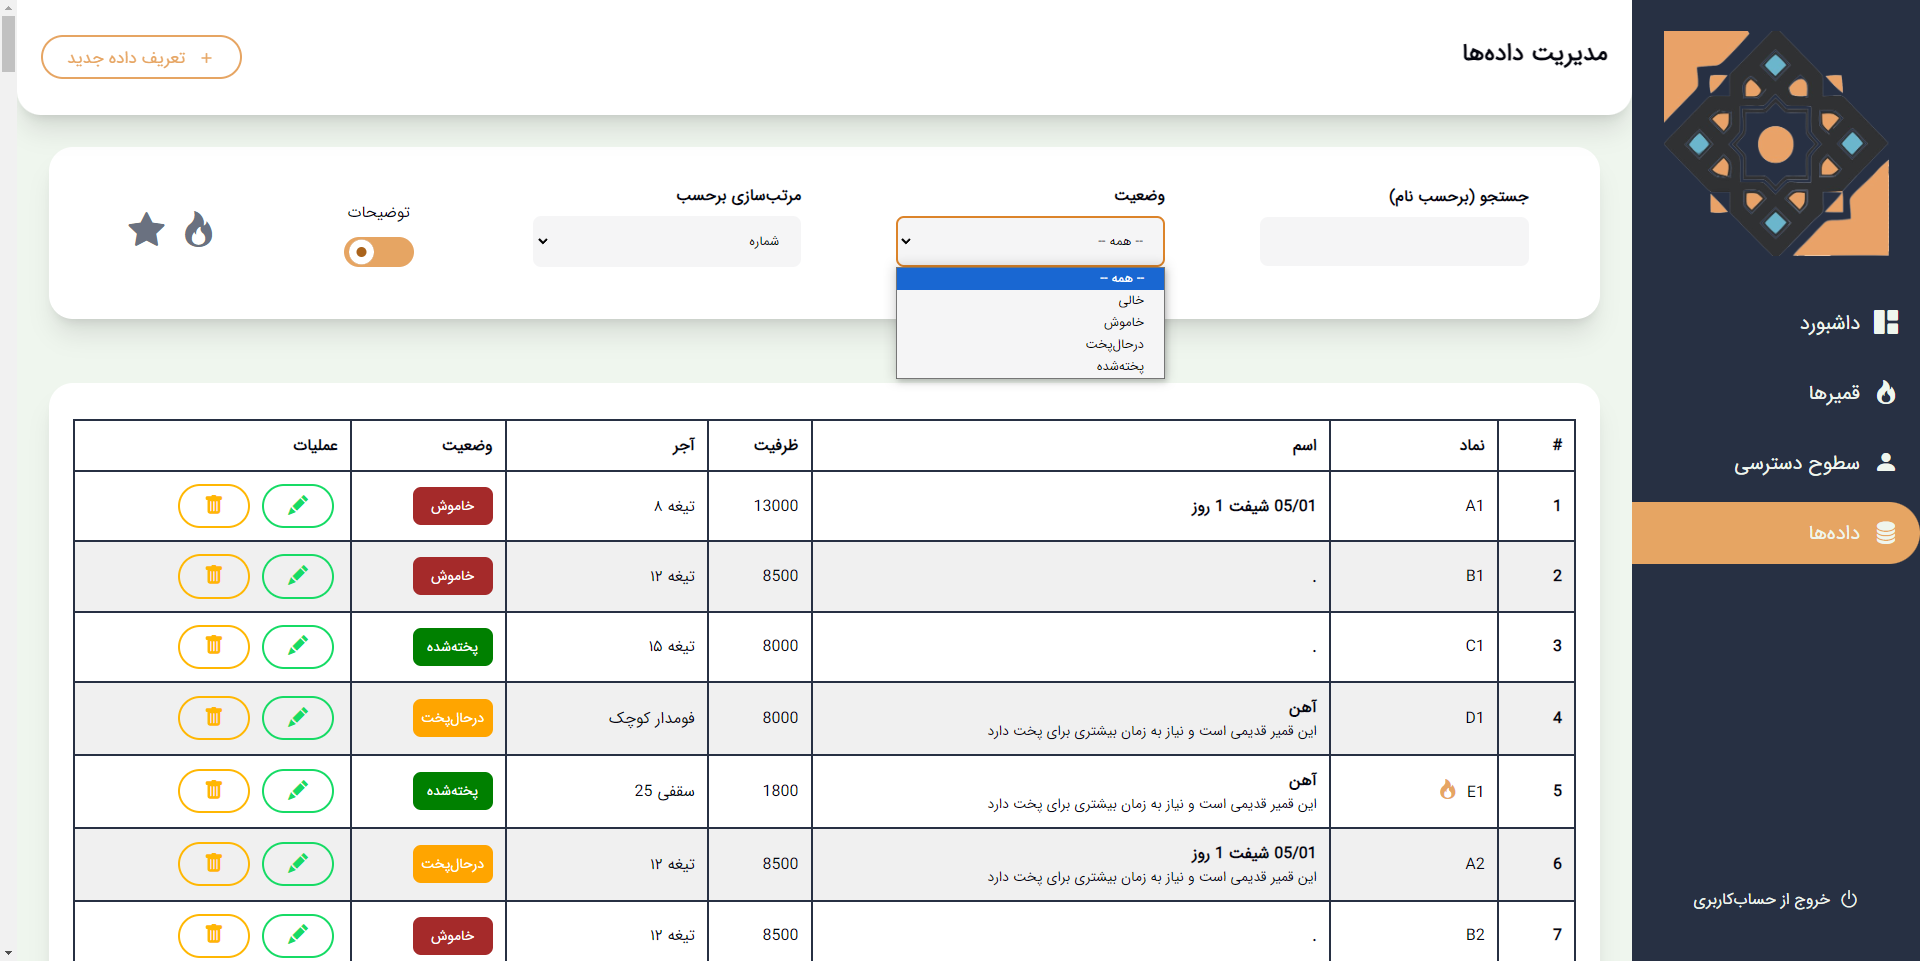 مدیریت داده‌ها
+ تعریف داده جدید
داشبورد
قمیرها
سطوح دسترسی
داده‌ها
خروج از حساب‌کاربری
جستجو (برحسب نام)
وضعیت
-- همه --
-- همه --
خالی
خاموش
درحال‌پخت
پخته‌شده
مرتب‌سازی برحسب
شماره
توضیحات
# نماد اسم ظرفیت آجر وضعیت عملیات
1 A1 05/01 شیفت 1 روز 13000 تیغه ۸ خاموش
2 B1 . 8500 تیغه ۱۲ خاموش
3 C1 . 8000 تیغه ۱۵ پخته‌شده
4 D1 آهن 8000 فومدار کوچک درحال‌پخت
این قمیر قدیمی است و نیاز به زمان بیشتری برای پخت دارد
5 E1 آهن 1800 سقفی 25 پخته‌شده
این قمیر قدیمی است و نیاز به زمان بیشتری برای پخت دارد
6 A2 05/01 شیفت 1 روز 8500 تیغه ۱۲ درحال‌پخت
این قمیر قدیمی است و نیاز به زمان بیشتری برای پخت دارد
7 B2 . 8500 تیغه ۱۲ خاموش